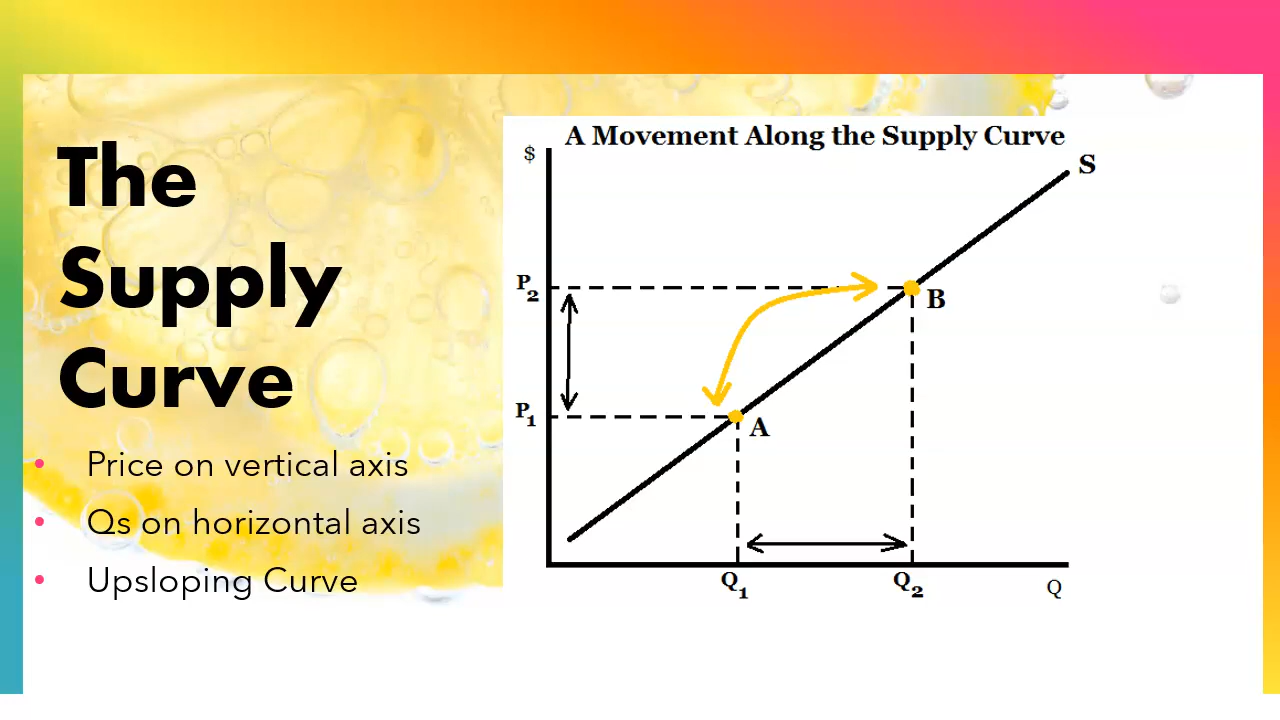 The
Supply
Curve
• Price on vertical axis
• Qs on horizontal axis
• Upsloping Curve
A Movement Along the Supply Curve
$
S
P2
B
P1
A
Q1
Q2
Q